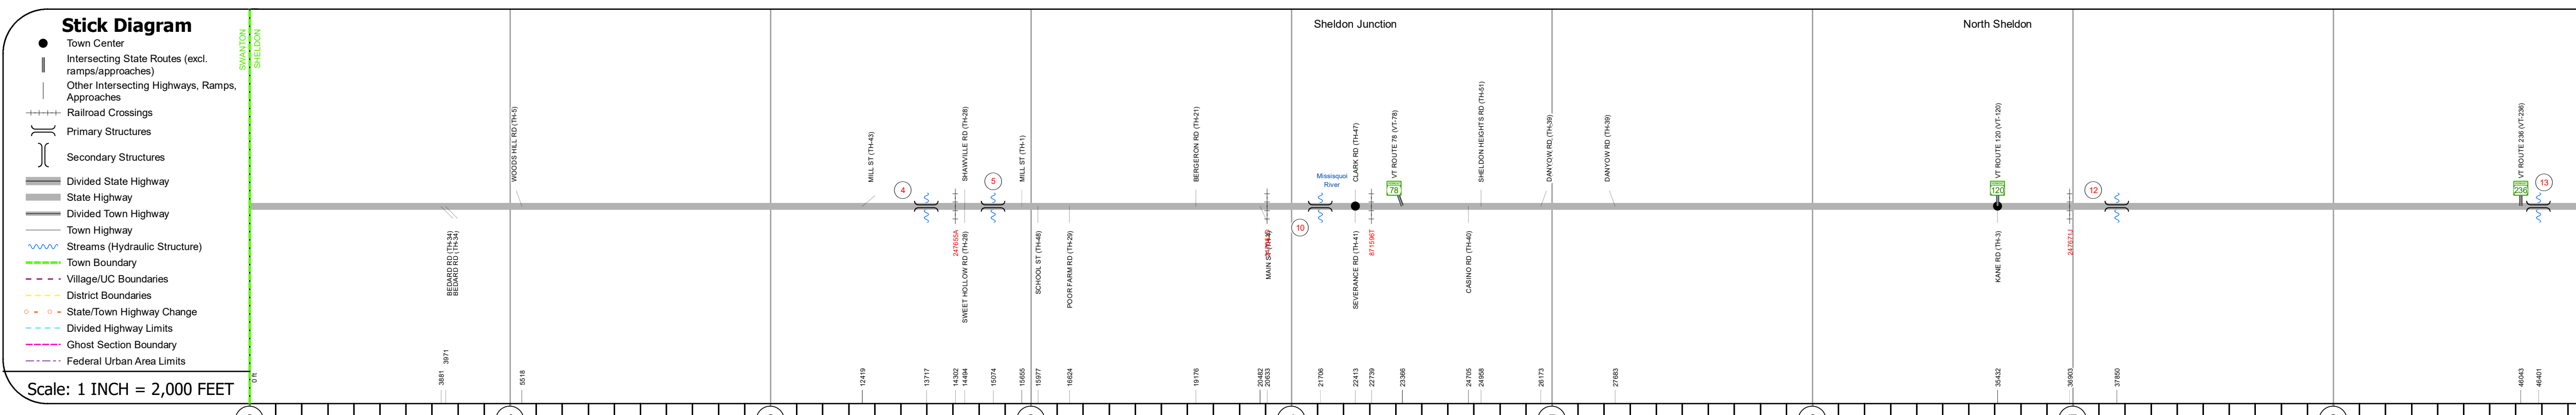 Stick Diagram
Town Center
Intersecting State Routes (excl.
ramps/approaches)
Other Intersecting Highways, Ramps,
Approaches
Railroad Crossings
Primary Structures
Secondary Structures
Divided State Highway
State Highway
Divided Town Highway
Town Highway
Streams (Hydraulic Structure)
Town Boundary
Village/UC Boundaries
District Boundaries
State/Town Highway Change
Divided Highway Limits
Ghost Section Boundary
Federal Urban Area Limits
Scale: 1 INCH = 2,000 FEET
SWANTON
SHELDON
Sheldon Junction
North Sheldon
WOODS HILL RD (TH-5)
MILL ST (TH-43)
SHAWVILLE RD (TH-28)
MILL ST (TH-1)
BERGERON RD (TH-21)
Missisquoi
River
CLARK RD (TH-47)
VT ROUTE 78 (VT-78)
SHELDON HEIGHTS RD (TH-51)
DANYOW RD (TH-39)
DANYOW RD (TH-39)
VT ROUTE 120 (VT-120)
VT ROUTE 236 (VT-236)
4
5
10
78
120
12
236
13
BEDARD RD (TH-34)
BEDARD RD (TH-34)
247655A
SWEET HOLLOW RD (TH-28)
SCHOOL ST (TH-48)
POOR FARM RD (TH-29)
MAIN ST
SEVERANCE RD (TH-41)
871596T
CASINO RD (TH-40)
KANE RD (TH-3)
247671J
0 ft
3881
3971
5518
12419
13717
14302
14494
15074
15655
15977
16624
19176
20482
20633
21706
22413
22739
23366
24705
24958
26173
27683
35432
36903
37850
46043
46401